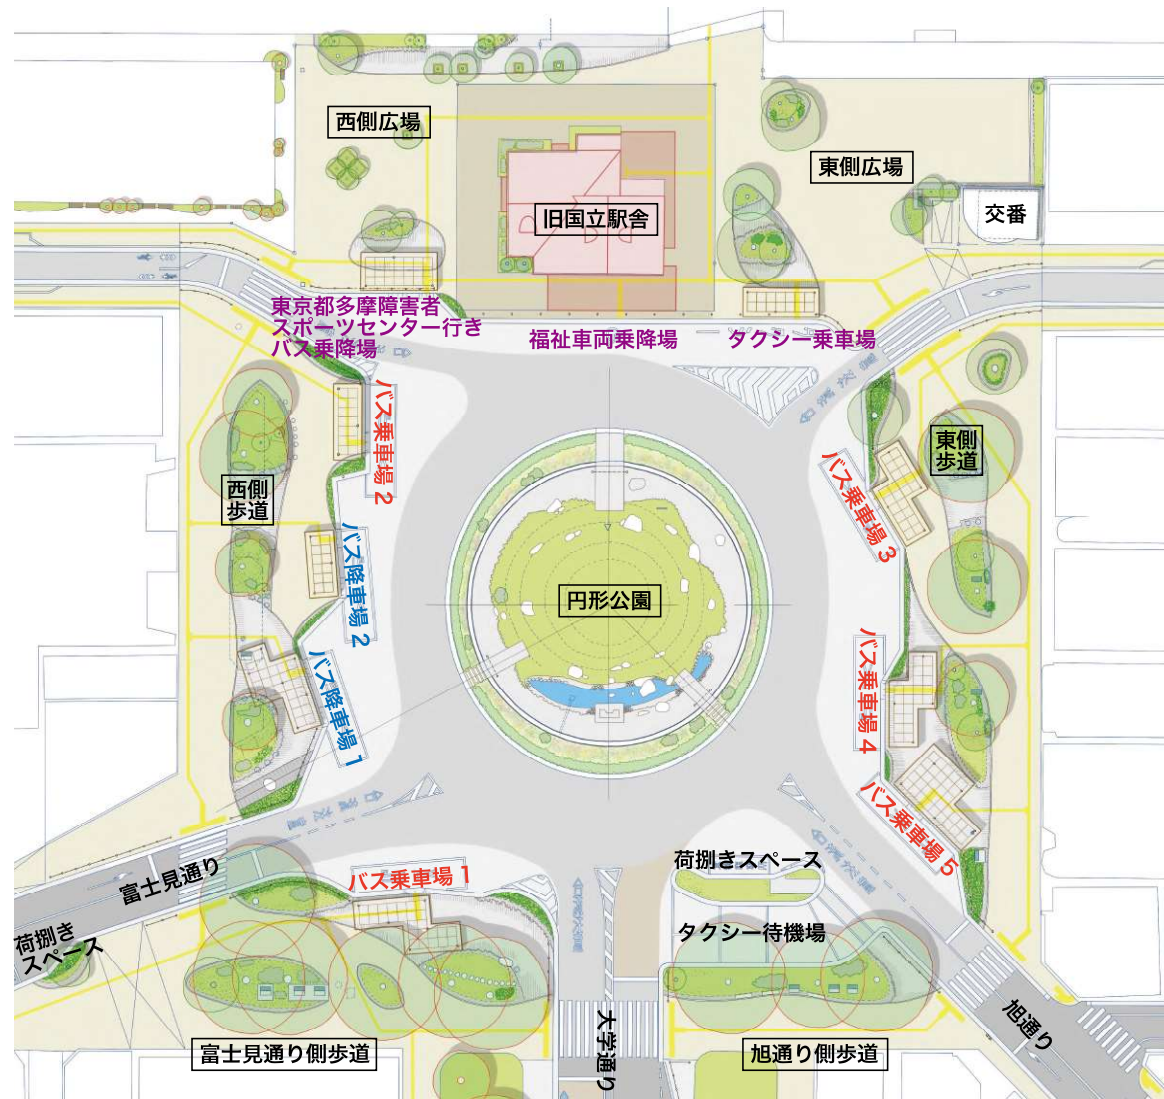 西側広場
東側広場
旧国立駅舎
交番
東京都多摩障害者
スポーツセンター行き
バス乗降場
福祉車両乗降場
タクシー乗車場
バス乗車場 2
東側
歩道
バス乗車場 3
西側
歩道
バス降車場 2
円形公園
バス降車場 1
バス乗車場 4
バス乗車場 5
荷捌きスペース
富士見通り
バス乗車場 1
荷捌き
スペース
タクシー待機場
大学通り
旭通り
富士見通り側歩道
旭通り側歩道